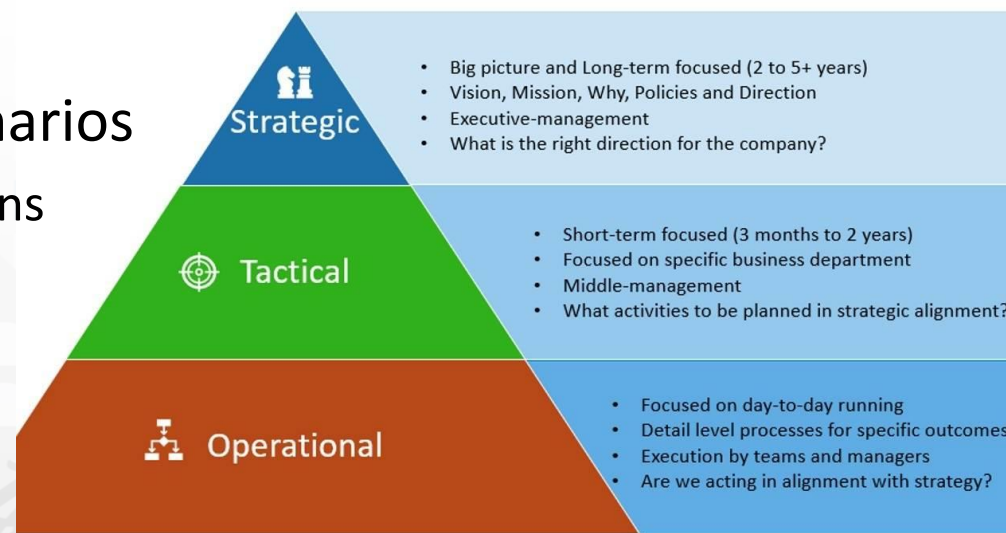 narios
ns
Strategic
• Big picture and Long-term focused (2 to 5+ years)
• Vision, Mission, Why, Policies and Direction
• Executive-management
• What is the right direction for the company?
Tactical
• Short-term focused (3 months to 2 years)
• Focused on specific business department
• Middle-management
• What activities to be planned in strategic alignment?
Operational
• Focused on day-to-day running
• Detail level processes for specific outcomes
• Execution by teams and managers
• Are we acting in alignment with strategy?